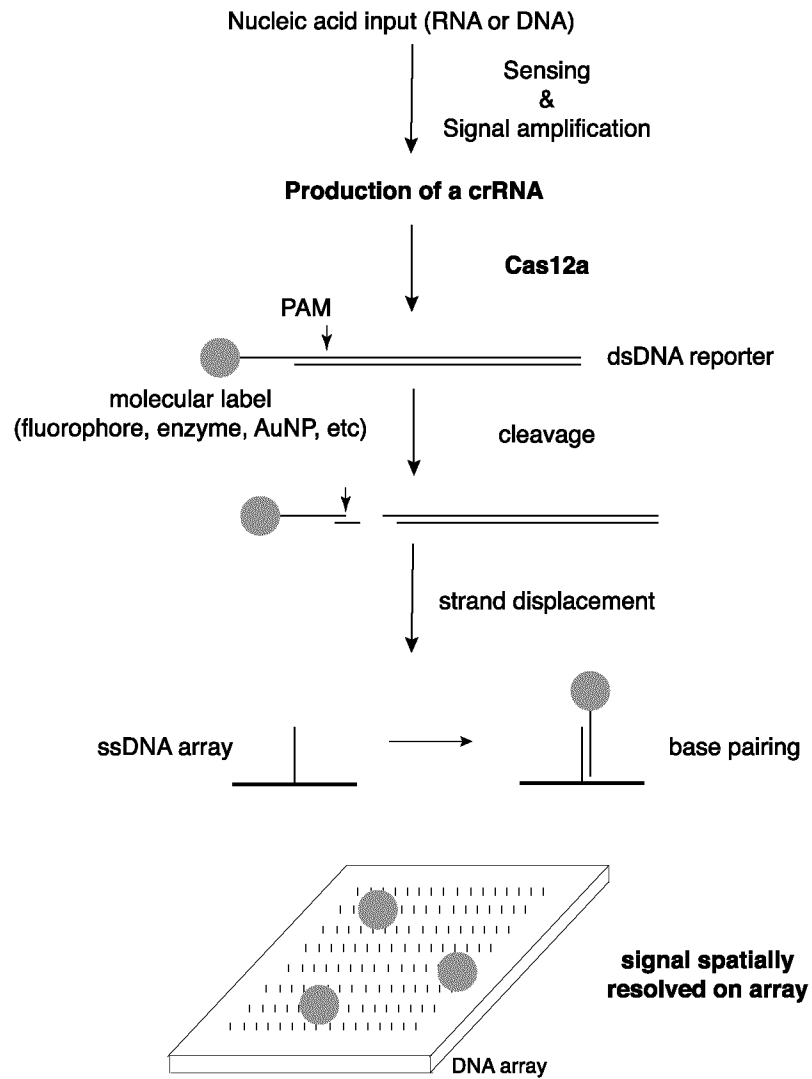 Nucleic acid input (RNA or DNA)
Sensing
&
Signal amplification
Production of a crRNA
Cas12a
PAM
dsDNA reporter
molecular label
(fluorophore, enzyme, AuNP, etc)
cleavage
strand displacement
ssDNA array
base pairing
signal spatially
resolved on array
DNA array